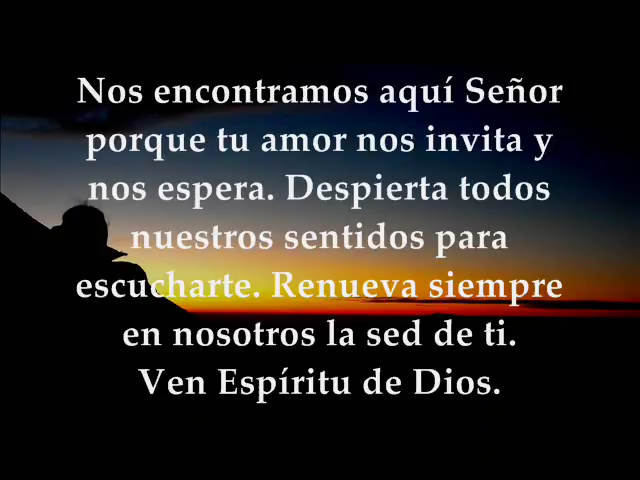 Nos encontramos aquí Señor
porque tu amor nos invita y
nos espera. Despierta todos
nuestros sentidos para
escucharte. Renueva siempre
en nosotros la sed de ti.
Ven Espíritu de Dios.